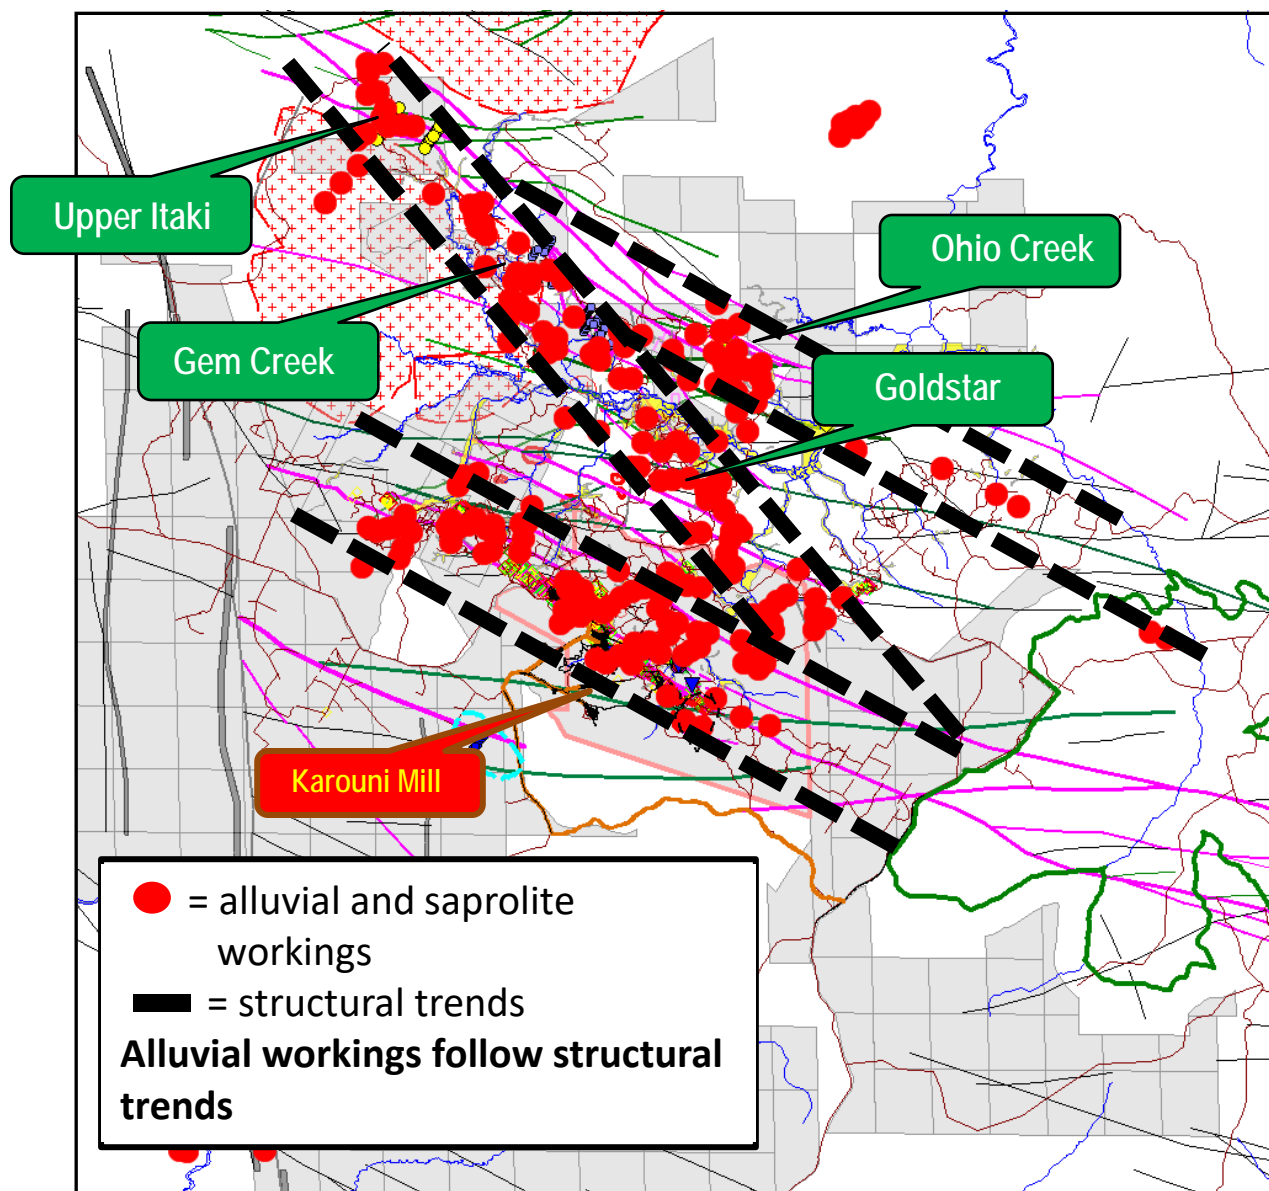 Upper Itaki
Ohio Creek
Gem Creek
Goldstar
Karouni Mill
= alluvial and saprolite
workings
= structural trends
Alluvial workings follow structural
trends